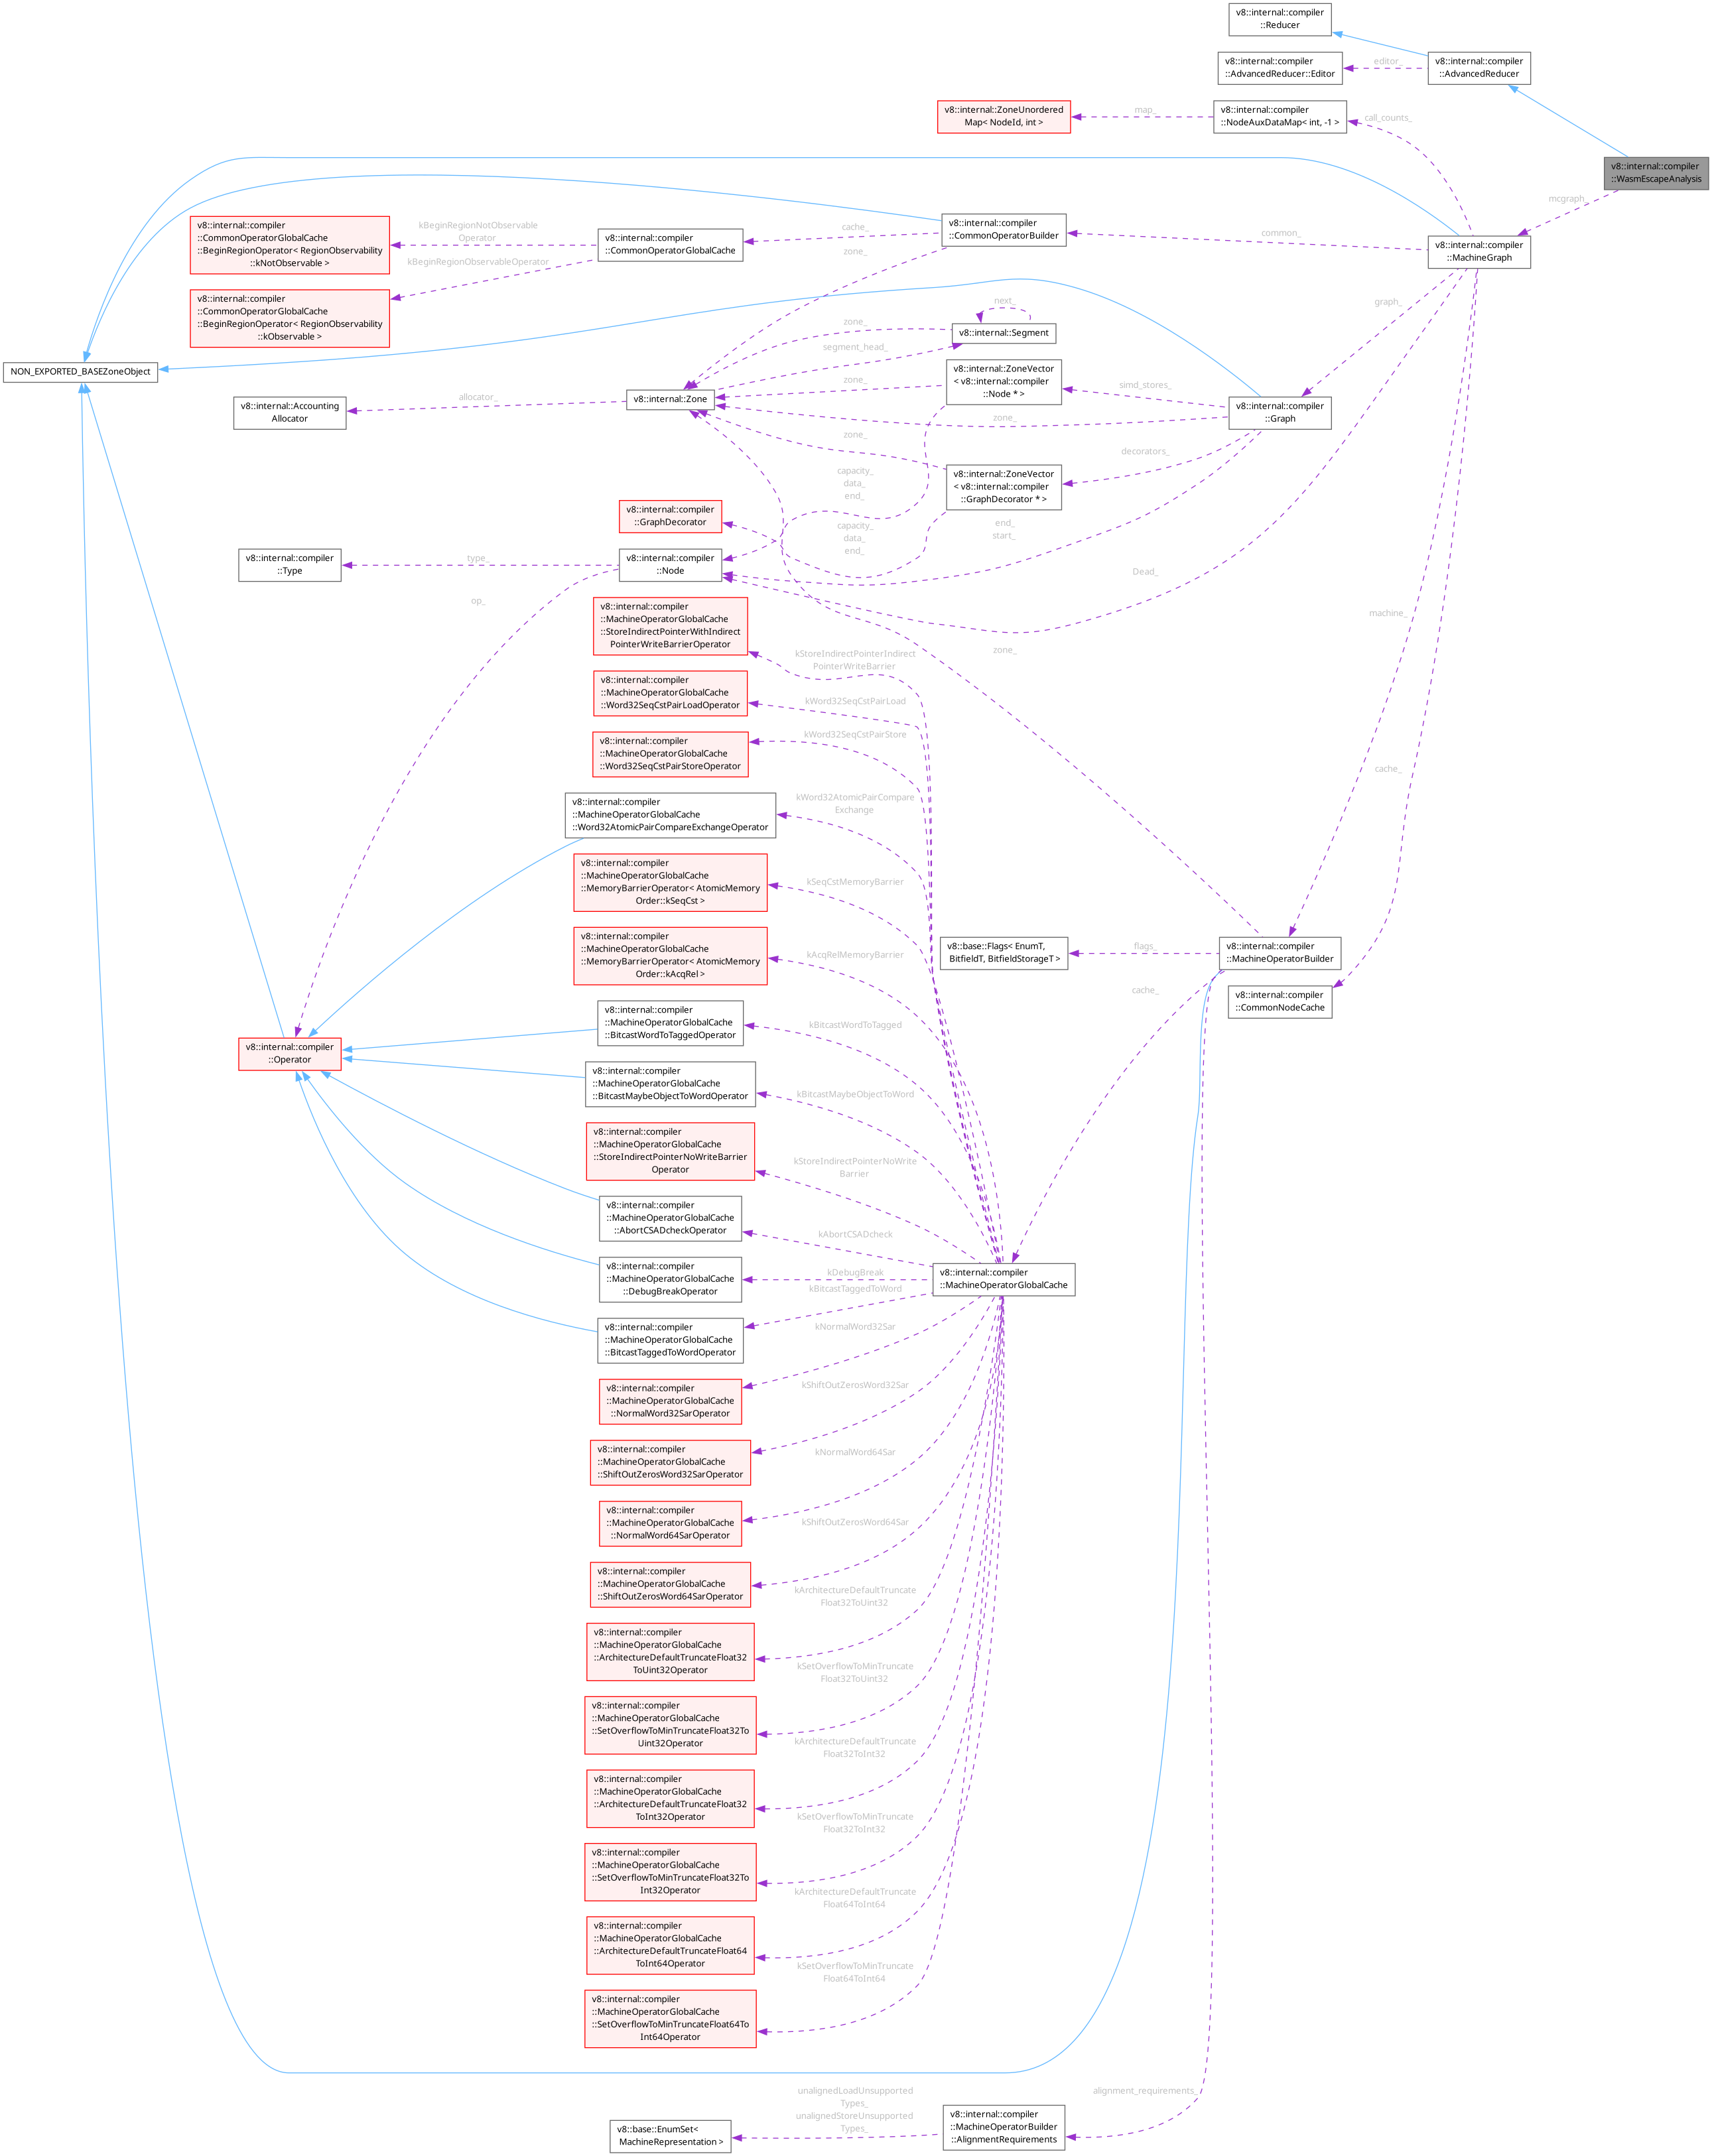 v8::internal::compiler
::Reducer
v8::internal::compiler
::AdvancedReducer::Editor
editor_
v8::internal::compiler
::AdvancedReducer
v8::internal::ZoneUnordered
Map< NodeId, int >
map_
v8::internal::compiler
::NodeAuxDataMap< int, -1 >
call_counts_
v8::internal::compiler
::WasmEscapeAnalysis
mcgraph_
v8::internal::compiler
::CommonOperatorGlobalCache
::BeginRegionOperator< RegionObservability
::kNotObservable >
kBeginRegionNotObservable
Operator
v8::internal::compiler
::CommonOperatorGlobalCache
cache_
zone_
v8::internal::compiler
::CommonOperatorBuilder
common_
v8::internal::compiler
::MachineGraph
kBeginRegionObservableOperator
v8::internal::compiler
::CommonOperatorGlobalCache
::BeginRegionOperator< RegionObservability
::kObservable >
next_
graph_
zone_
v8::internal::Segment
segment_head_
NON_EXPORTED_BASEZoneObject
v8::internal::Accounting
Allocator
allocator_
v8::internal::Zone
zone_
v8::internal::ZoneVector
< v8::internal::compiler
::Node * >
simd_stores_
zone_
v8::internal::compiler
::Graph
zone_
decorators_
capacity_
data_
end_
v8::internal::ZoneVector
< v8::internal::compiler
::GraphDecorator * >
v8::internal::compiler
::GraphDecorator
capacity_
data_
end_
end_
start_
v8::internal::compiler
::Type
type_
v8::internal::compiler
::Node
Dead_
op_
machine_
zone_
cache_
v8::internal::compiler
::MachineOperatorGlobalCache
::StoreIndirectPointerWithIndirect
PointerWriteBarrierOperator
kStoreIndirectPointerIndirect
PointerWriteBarrier
v8::internal::compiler
::MachineOperatorGlobalCache
::Word32SeqCstPairLoadOperator
kWord32SeqCstPairLoad
v8::internal::compiler
::MachineOperatorGlobalCache
::Word32SeqCstPairStoreOperator
kWord32SeqCstPairStore
v8::internal::compiler
::MachineOperatorGlobalCache
::Word32AtomicPairCompareExchangeOperator
kWord32AtomicPairCompare
Exchange
v8::internal::compiler
::MachineOperatorGlobalCache
::MemoryBarrierOperator< AtomicMemory
Order::kSeqCst >
kSeqCstMemoryBarrier
v8::internal::compiler
::MachineOperatorGlobalCache
::MemoryBarrierOperator< AtomicMemory
Order::kAcqRel >
kAcqRelMemoryBarrier
v8::base::Flags< EnumT,
BitfieldT, BitfieldStorageT >
flags_
v8::internal::compiler
::MachineOperatorBuilder
cache_
v8::internal::compiler
::CommonNodeCache
v8::internal::compiler
::Operator
v8::internal::compiler
::MachineOperatorGlobalCache
::BitcastWordToTaggedOperator
kBitcastWordToTagged
v8::internal::compiler
::MachineOperatorGlobalCache
::BitcastMaybeObjectToWordOperator
kBitcastMaybeObjectToWord
v8::internal::compiler
::MachineOperatorGlobalCache
::StoreIndirectPointerNoWriteBarrier
Operator
kStoreIndirectPointerNoWrite
Barrier
v8::internal::compiler
::MachineOperatorGlobalCache
::AbortCSADcheckOperator
kAbortCSADcheck
v8::internal::compiler
::MachineOperatorGlobalCache
::DebugBreakOperator
kDebugBreak
v8::internal::compiler
::MachineOperatorGlobalCache
kBitcastTaggedToWord
v8::internal::compiler
::MachineOperatorGlobalCache
::BitcastTaggedToWordOperator
kNormalWord32Sar
v8::internal::compiler
::MachineOperatorGlobalCache
::NormalWord32SarOperator
kShiftOutZerosWord32Sar
v8::internal::compiler
::MachineOperatorGlobalCache
::ShiftOutZerosWord32SarOperator
kNormalWord64Sar
v8::internal::compiler
::MachineOperatorGlobalCache
::NormalWord64SarOperator
kShiftOutZerosWord64Sar
v8::internal::compiler
::MachineOperatorGlobalCache
::ShiftOutZerosWord64SarOperator
kArchitectureDefaultTruncate
Float32ToUint32
v8::internal::compiler
::MachineOperatorGlobalCache
::ArchitectureDefaultTruncateFloat32
ToUint32Operator
kSetOverflowToMinTruncate
Float32ToUint32
v8::internal::compiler
::MachineOperatorGlobalCache
::SetOverflowToMinTruncateFloat32To
Uint32Operator
kArchitectureDefaultTruncate
Float32ToInt32
v8::internal::compiler
::MachineOperatorGlobalCache
::ArchitectureDefaultTruncateFloat32
ToInt32Operator
kSetOverflowToMinTruncate
Float32ToInt32
v8::internal::compiler
::MachineOperatorGlobalCache
::SetOverflowToMinTruncateFloat32To
Int32Operator
kArchitectureDefaultTruncate
Float64ToInt64
v8::internal::compiler
::MachineOperatorGlobalCache
::ArchitectureDefaultTruncateFloat64
ToInt64Operator
kSetOverflowToMinTruncate
Float64ToInt64
v8::internal::compiler
::MachineOperatorGlobalCache
::SetOverflowToMinTruncateFloat64To
Int64Operator
v8::base::EnumSet<
MachineRepresentation >
unalignedLoadUnsupported
Types_
unalignedStoreUnsupported
Types_
v8::internal::compiler
::MachineOperatorBuilder
::AlignmentRequirements
alignment_requirements_